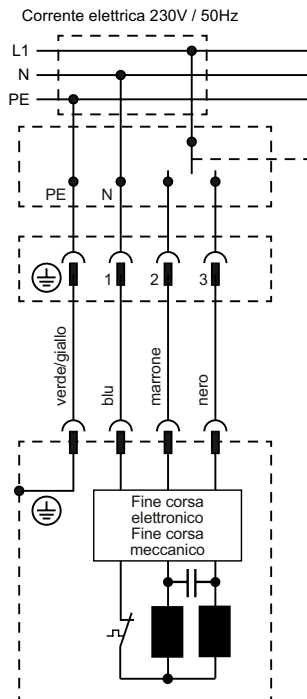 Corrente elettrica 230V / 50Hz
L1
N
PE
PE N
1 2 3
verde/giallo
blu
marrone
nero
Fine corsa
elettronico
Fine corsa
meccanico